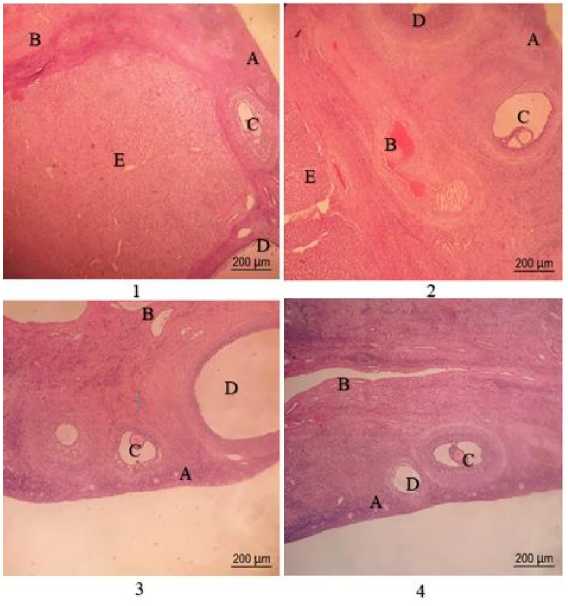 B A C E D 200 µm
1
D A C B E 200 µm
2
B D C A 200 µm
3
B C D A 200 µm
4